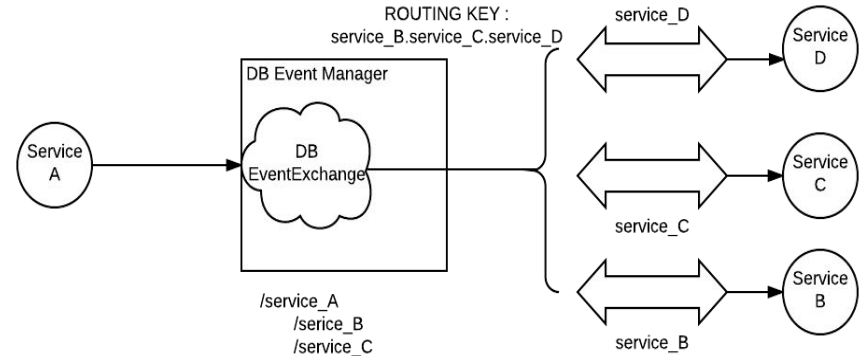 ROUTING KEY :
service_B.service_C.service_D
service_D
Service
D
DB Event Manager
DB
EventExchange
Service
A
Service
C
service_C
Service
B
service_B
/service_A
/serice_B
/service_C